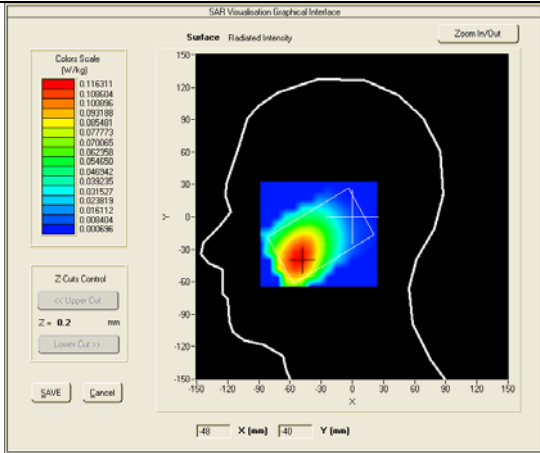 SAR Visualisation Graphical Interface
Surface Radiated Intensity
Zoom In/Out
Colors Scale
(W/kg)
0.116311
0.108604
0.100896
0.093188
0.085481
0.077773
0.070065
0.062358
0.054650
0.046942
0.039235
0.031527
0.023819
0.016112
0.008404
0.000696
150
120
90
60
30
0
-30
-60
-90
-120
-150
Y
-150 -120 -90 -60 -30 0 30 60 90 120 150
X
Z Cuts Control
<< Upper Cut
Z = 0.2 mm
Lower Cut >>
SAVE Cancel
-48 X (mm) -40 Y (mm)